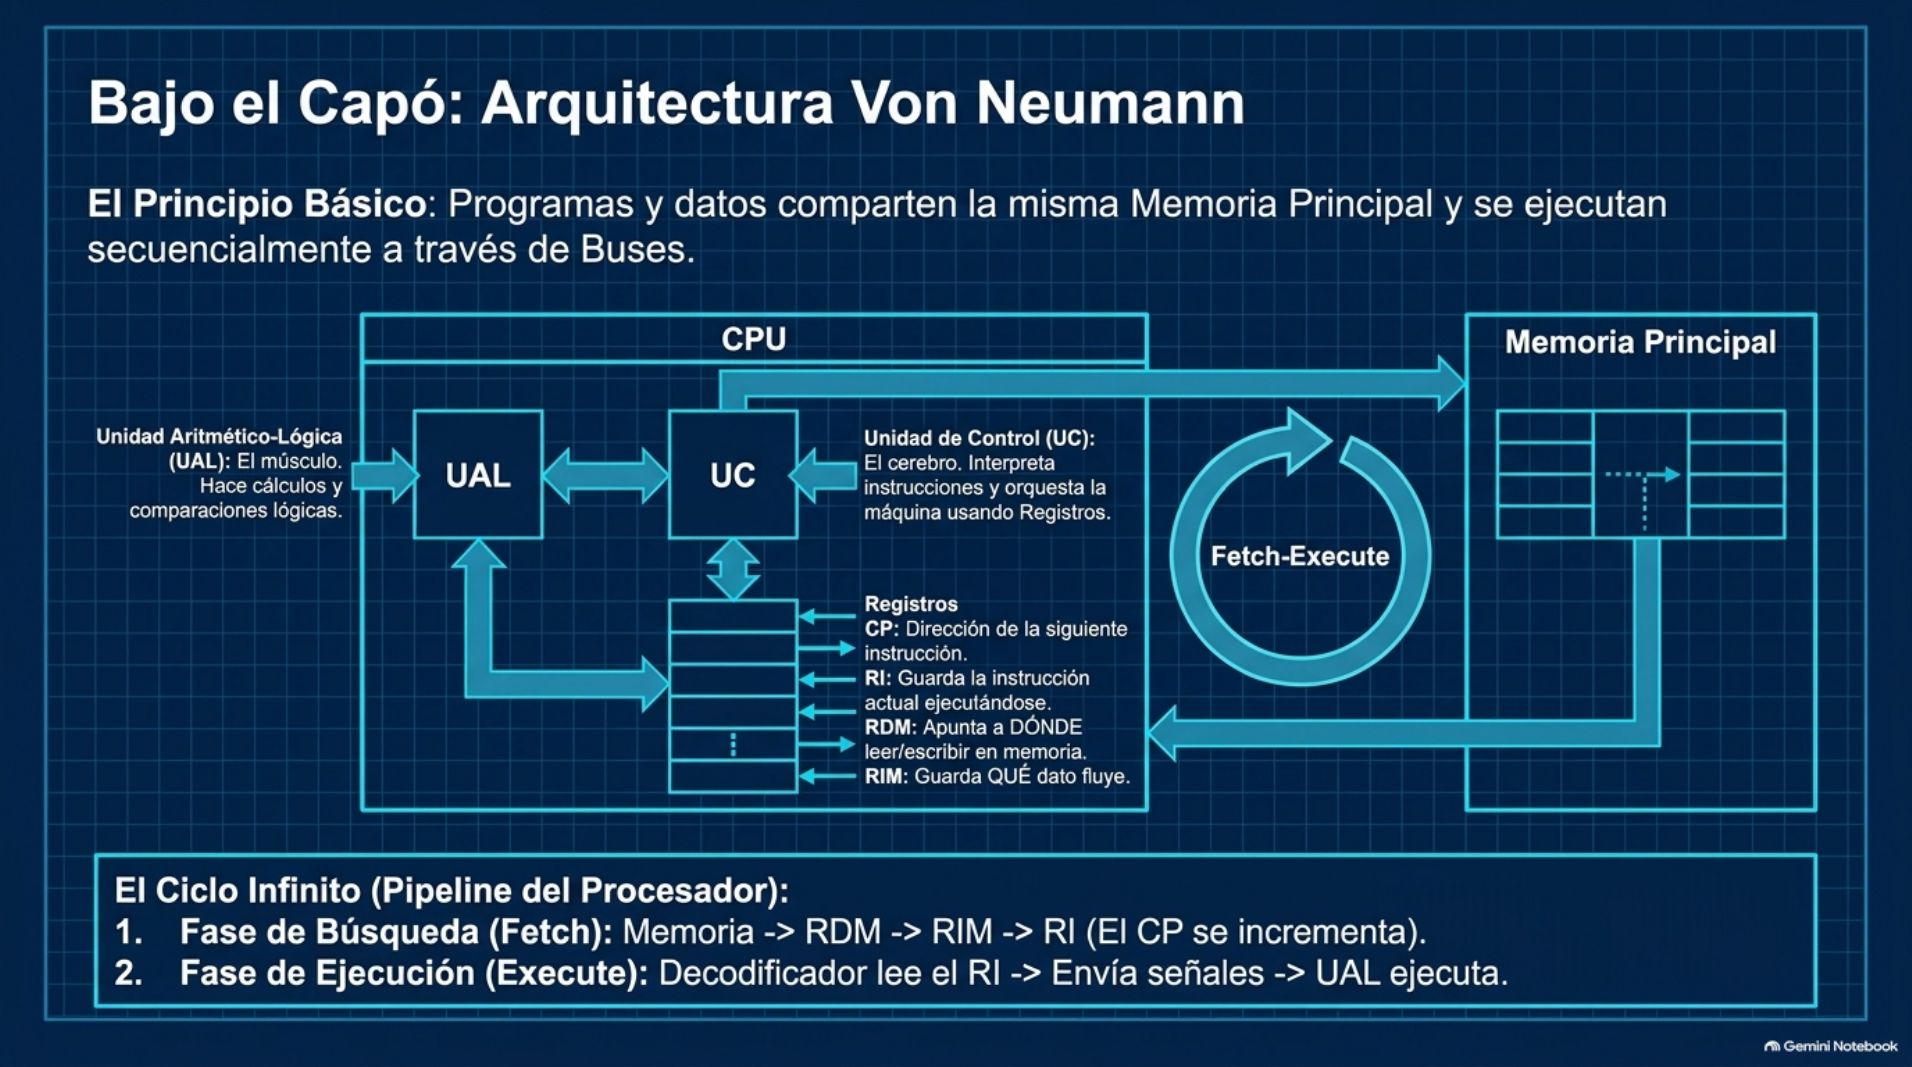 Bajo el Capó: Arquitectura Von Neumann
El Principio Básico: Programas y datos comparten la misma Memoria Principal y se ejecutan
secuencialmente a través de Buses.
CPU
Memoria Principal
Unidad Aritmético-Lógica
(UAL): El músculo.
Hace cálculos y
comparaciones lógicas.
UAL
UC
Unidad de Control (UC):
El cerebro. Interpreta
instrucciones y orquesta la
máquina usando Registros.
Fetch-Execute
Registros
CP: Dirección de la siguiente
instrucción.
RI: Guarda la instrucción
actual ejecutándose.
RDM: Apunta a DÓNDE
leer/escribir en memoria.
RIM: Guarda QUÉ dato fluye.
El Ciclo Infinito (Pipeline del Procesador):
1. Fase de Búsqueda (Fetch): Memoria -> RDM -> RIM -> RI (El CP se incrementa).
2. Fase de Ejecución (Execute): Decodificador lee el RI -> Envía señales -> UAL ejecuta.
Gemini Notebook